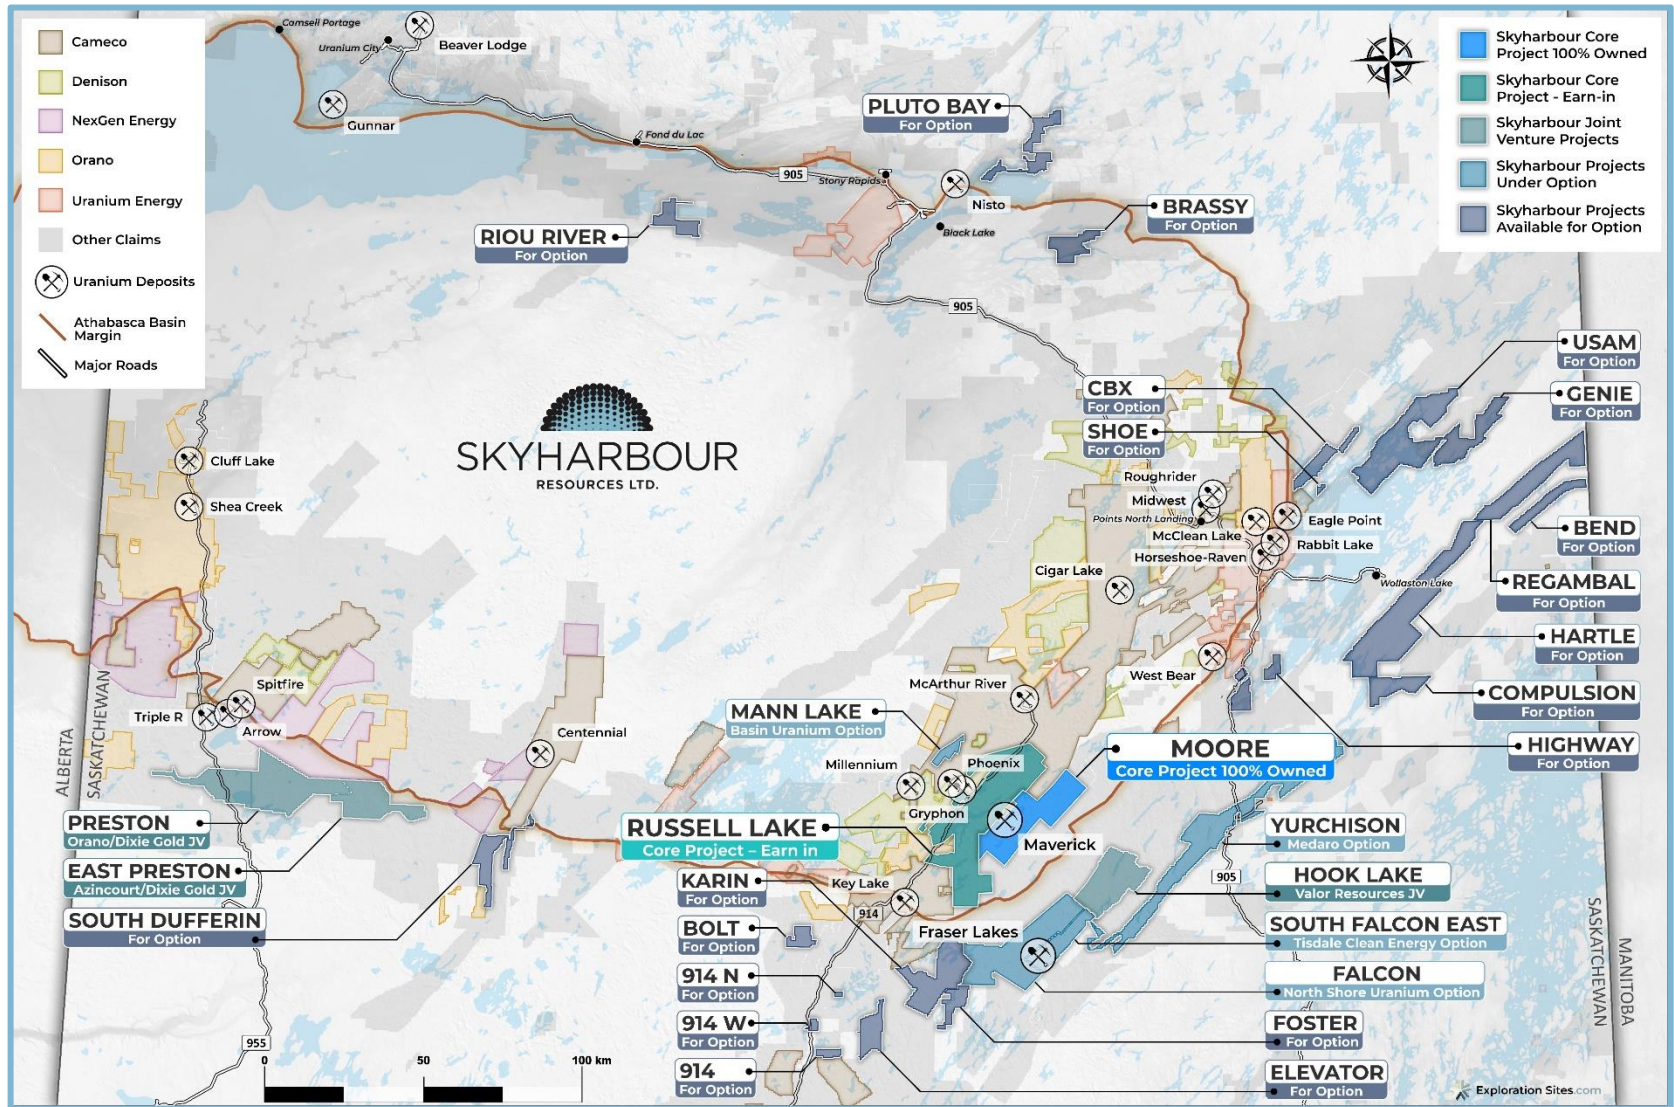 Cameco
Denison
NexGen Energy
Orano
Uranium Energy
Other Claims
Uranium Deposits
Athabasca Basin
Margin
Major Roads
Skyharbour Core
Project 100% Owned
Skyharbour Core
Project - Earn-in
Skyharbour Joint
Venture Projects
Skyharbour Projects
Under Option
Skyharbour Projects
Available for Option
Camsell Portage
Uranium City
Beaver Lodge
Gunnar
Fond du Lac
905
Stony Rapids
Nisto
Black Lake
PLUTO BAY
For Option
BRASSY
For Option
RIOU RIVER
For Option
905
SKYHARBOUR
RESOURCES LTD.
USAM
For Option
GENIE
For Option
CBX
For Option
SHOE
For Option
Cluff Lake
Shea Creek
Roughrider
Midwest
Points North Landing
McClean Lake
Horseshoe-Raven
Eagle Point
Rabbit Lake
Cigar Lake
Wollaston Lake
BEND
For Option
REGAMBAL
For Option
HARTLE
For Option
COMPULSION
For Option
HIGHWAY
For Option
West Bear
McArthur River
Spitfire
Triple R
Arrow
Centennial
ALBERTA
SASKATCHEWAN
MANN LAKE
Basin Uranium Option
MOORE
Core Project 100% Owned
Millennium
Phoenix
Gryphon
Maverick
RUSSELL LAKE
Core Project – Earn in
PRESTON
Orano/Dixie Gold JV
EAST PRESTON
Azincourt/Dixie Gold JV
SOUTH DUFFERIN
For Option
Key Lake
914
Fraser Lakes
KARIN
For Option
BOLT
For Option
914 N
For Option
914 W
For Option
914
For Option
YURCHISON
Medaro Option
905
HOOK LAKE
Valor Resources JV
SOUTH FALCON EAST
Tisdale Clean Energy Option
FALCON
North Shore Uranium Option
FOSTER
For Option
ELEVATOR
For Option
SASKATCHEWAN
MANITOBA
955
0
50
100 km
Exploration Sites.com